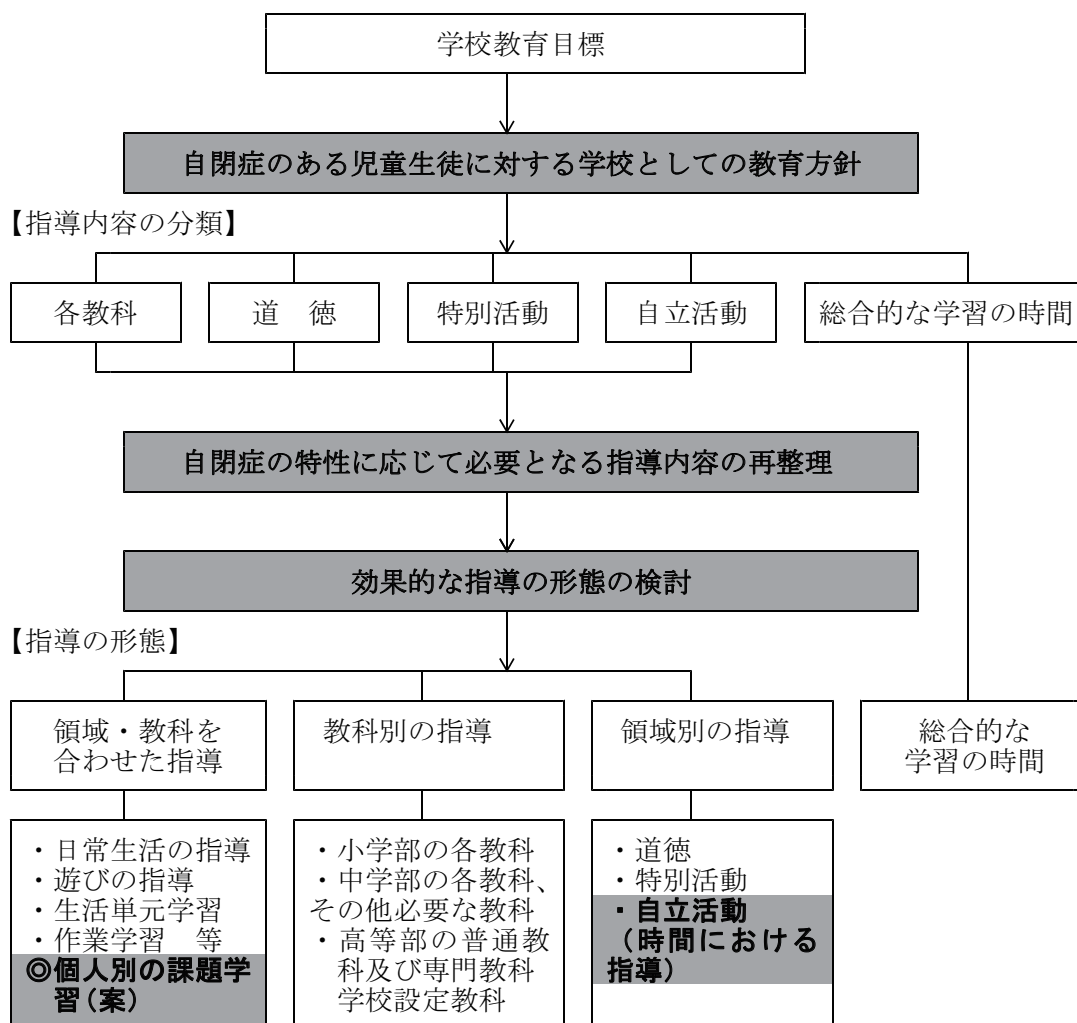 学校教育目標
自閉症のある児童生徒に対する学校としての教育方針
【指導内容の分類】
各教科
道　徳
特別活動
自立活動
総合的な学習の時間
自閉症の特性に応じて必要となる指導内容の再整理
効果的な指導の形態の検討
【指導の形態】
領域・教科を
合わせた指導
教科別の指導
領域別の指導
総合的な
学習の時間
・日常生活の指導
・遊びの指導
・生活単元学習
・作業学習　等
◎個人別の課題学
習(案)
・小学部の各教科
・中学部の各教科、
その他必要な教科
・高等部の普通教
科及び専門教科
学校設定教科
・道徳
・特別活動
・自立活動
(時間における
指導)